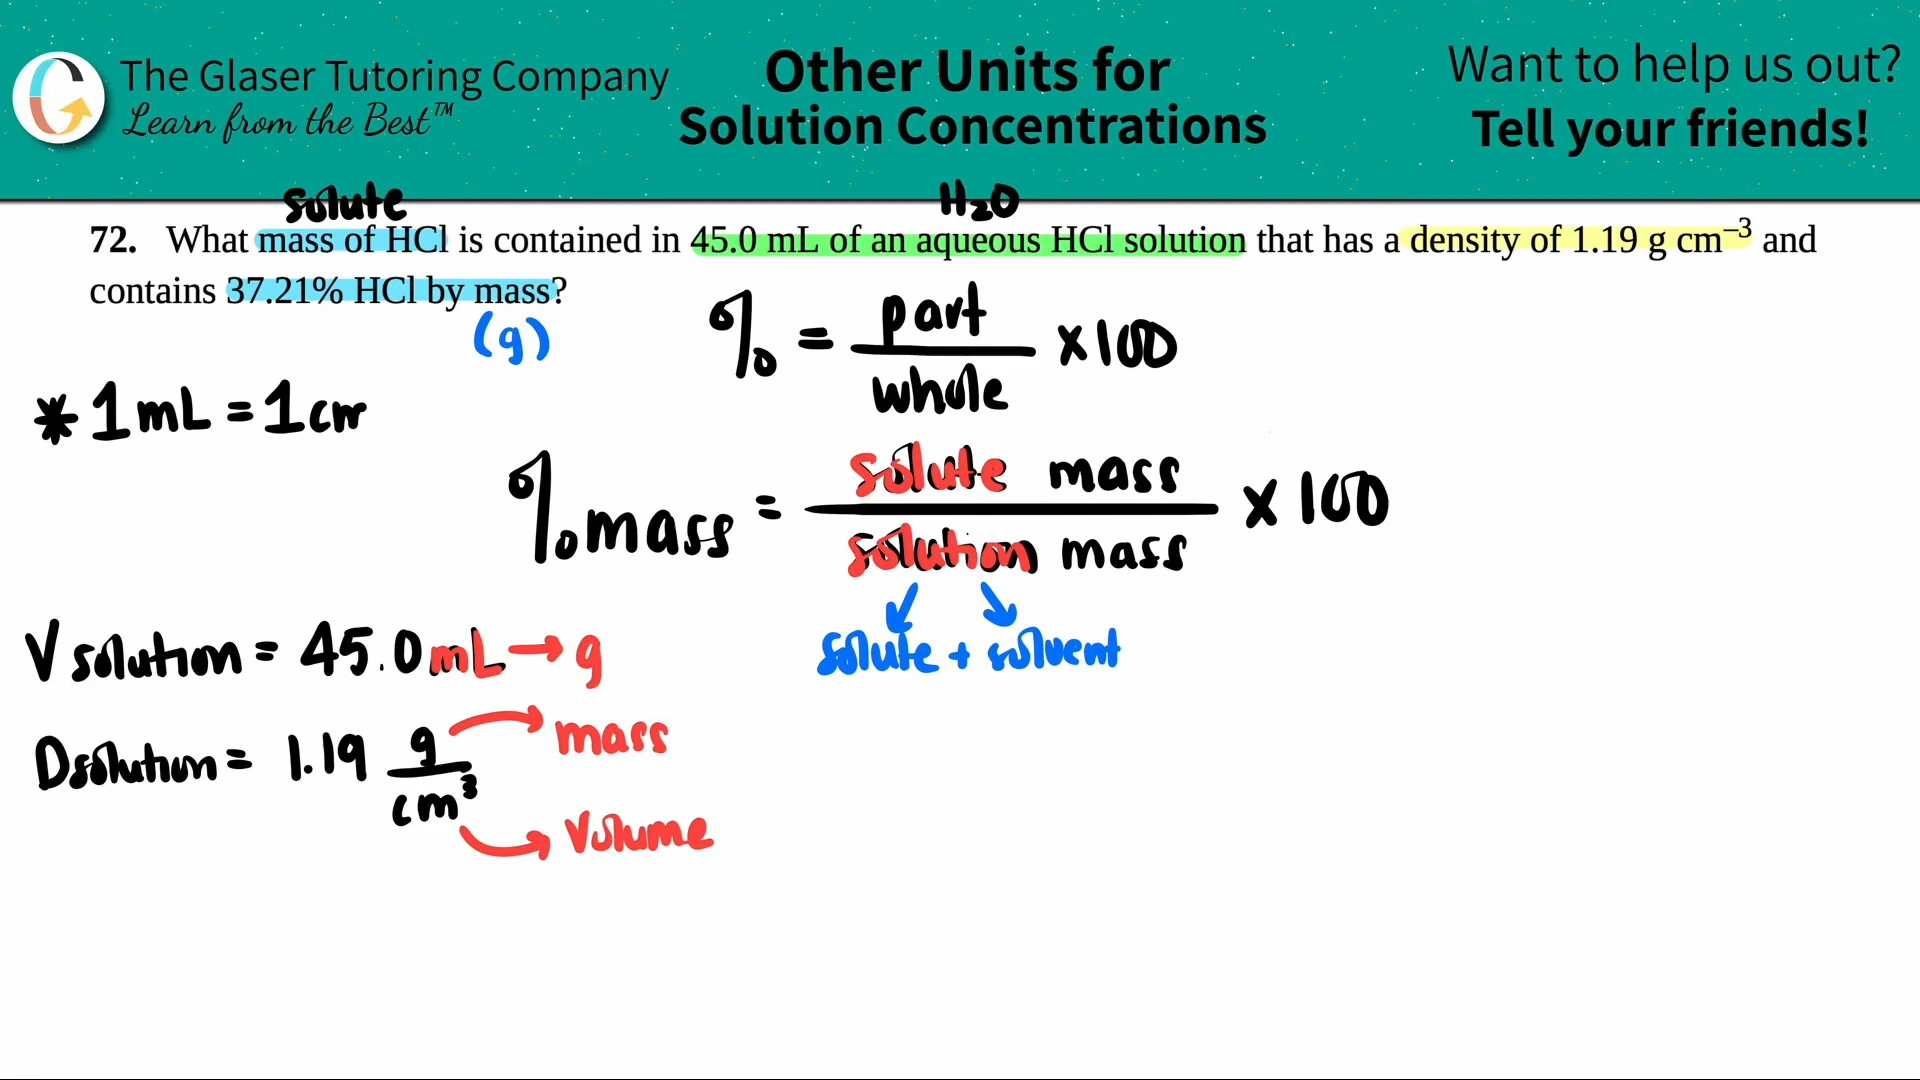 The Glaser Tutoring Company
Learn from the Best™
Other Units for
Solution Concentrations
Want to help us out?
Tell your friends!
solute
H₂O
72. What mass of HCl is contained in 45.0 mL of an aqueous HCl solution that has a density of 1.19 g cm⁻³ and
contains 37.21% HCl by mass?
(g)
% = part / whole × 100
* 1 mL = 1 cm
% mass = solute mass / solution mass × 100
solute + solvent
V solution = 45.0 mL → g
D solution = 1.19 g / cm³
mass
volume